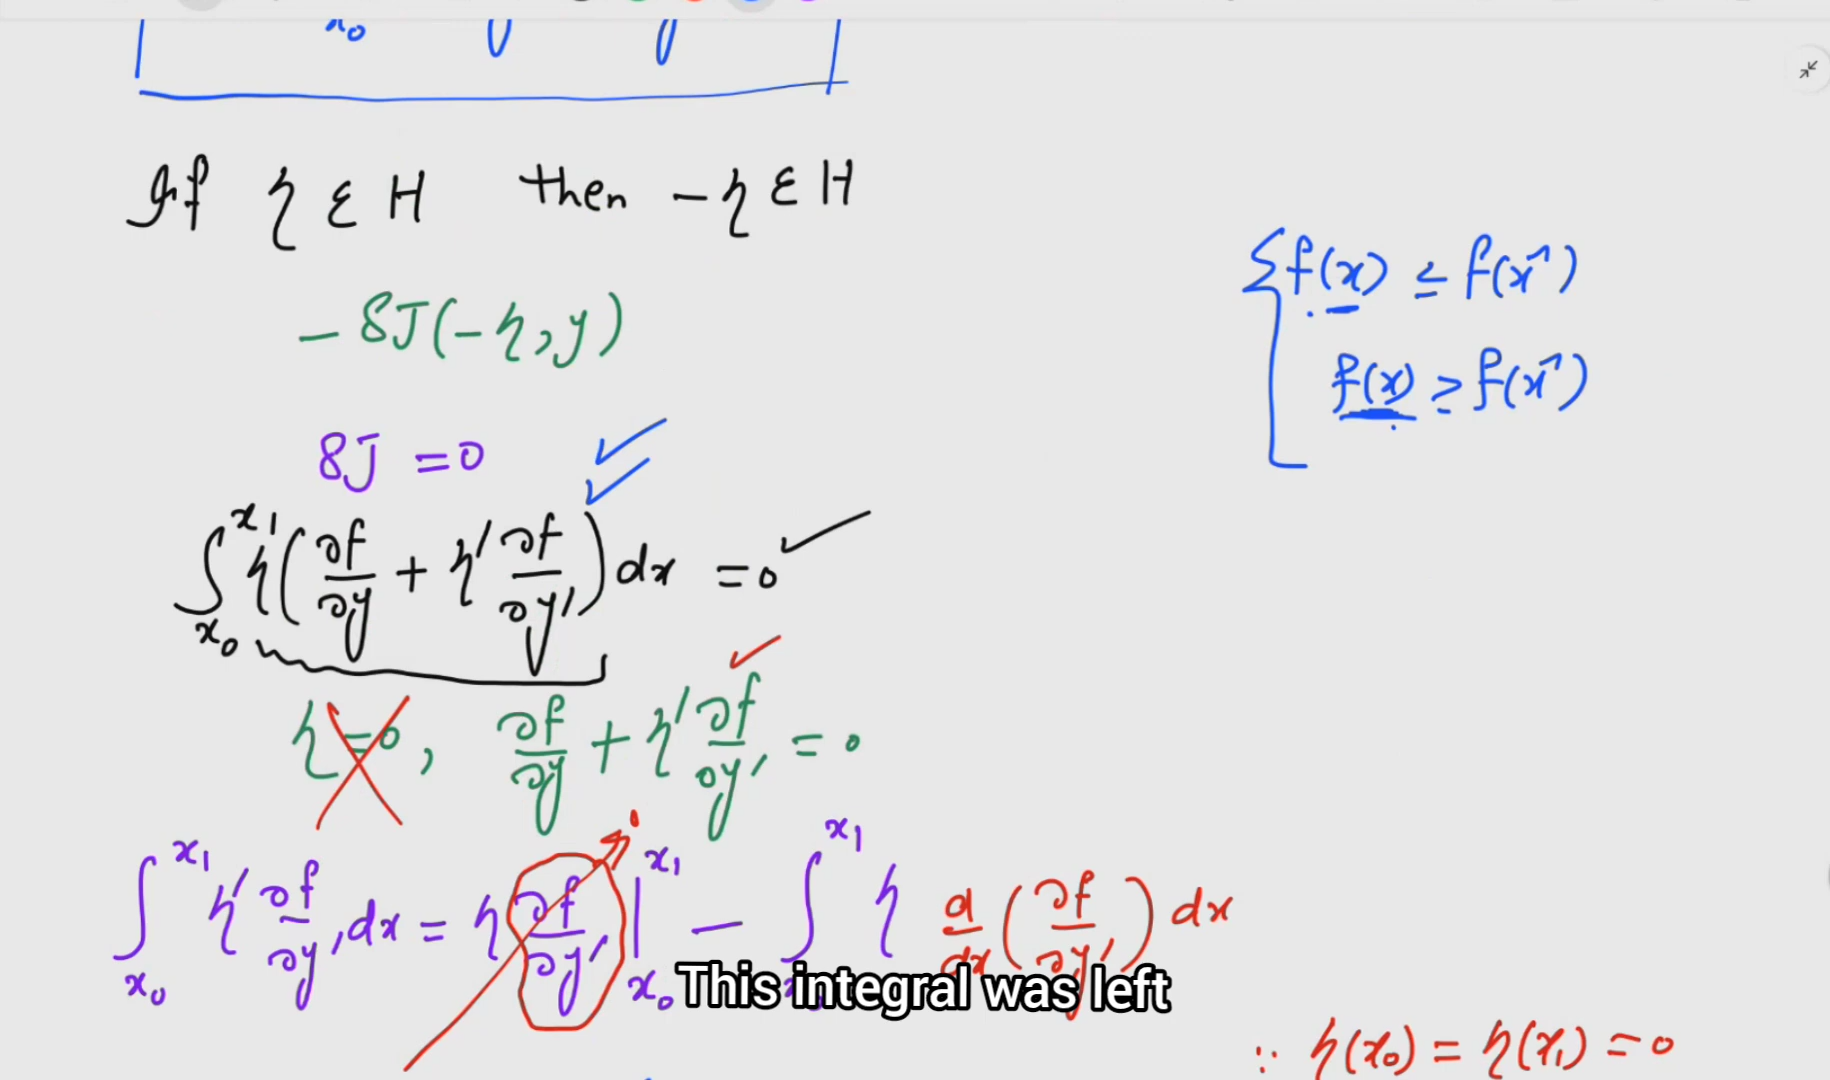 x₀ y y
If η ∈ H then -η ∈ H
{f(x) ≤ f(x^)
- δJ(-η, y)
f(x) ≥ f(x^)
δJ = 0
∫_{x₀}^{x₁} η(∂f/∂y + η′ ∂f/∂y′) dx = 0
η = 0, ∂f/∂y + η′ ∂f/∂y′ = 0
∫_{x₀}^{x₁} η′ ∂f/∂y′ dx = η ∂f/∂y′ |_{x₀}^{x₁} - ∫^{x₁} η d/dx (∂f/∂y′) dx
This integral was left
∵ η(x₀) = η(x₁) = 0